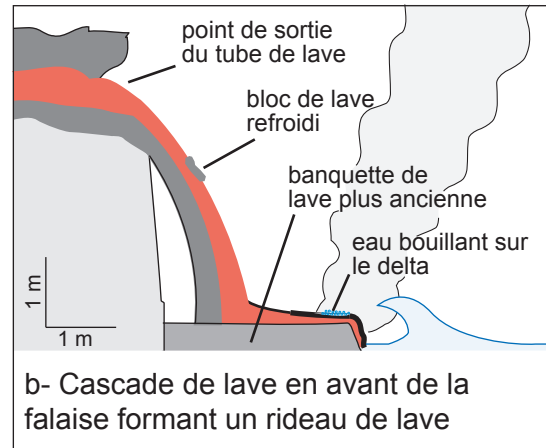 point de sortie
du tube de lave
bloc de lave
refroidi
banquette de
lave plus ancienne
eau bouillant sur
le delta
1 m
1 m
b- Cascade de lave en avant de la
falaise formant un rideau de lave